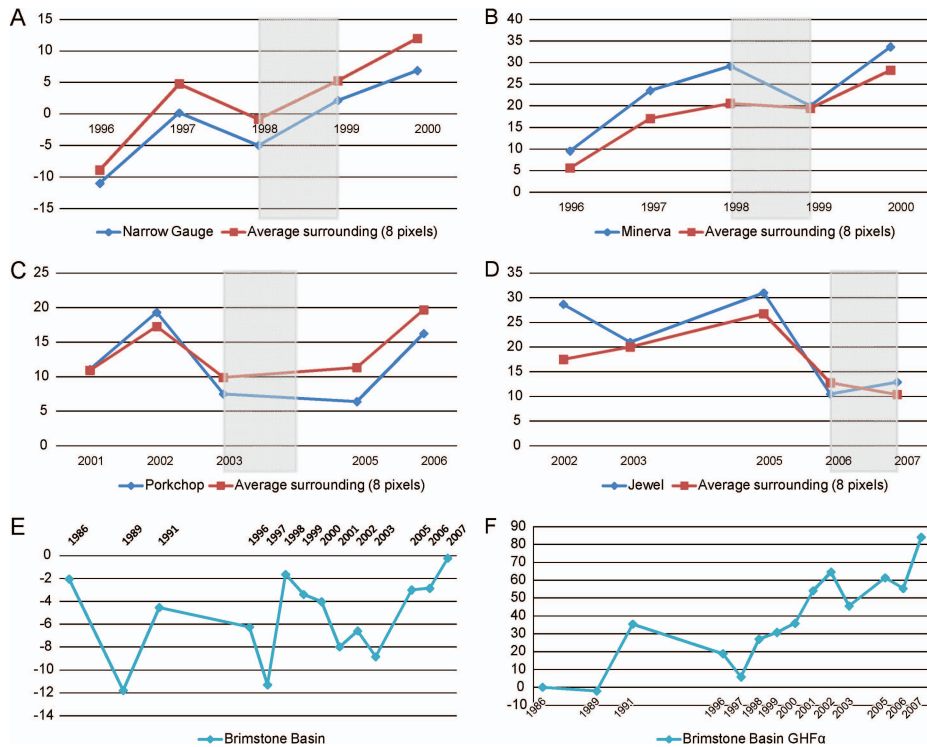 A
15
10
5
0
-5
-10
-15
1996 1997 1998 1999 2000
Narrow Gauge Average surrounding (8 pixels)
B
40
35
30
25
20
15
10
5
0
1996 1997 1998 1999 2000
Minerva Average surrounding (8 pixels)
C
25
20
15
10
5
0
2001 2002 2003 2005 2006
Porkchop Average surrounding (8 pixels)
D
35
30
25
20
15
10
5
0
2002 2003 2005 2006 2007
Jewel Average surrounding (8 pixels)
E
1986 1989 1991 1996 1997 1998 1999 2000 2001 2002 2003 2005 2006 2007
0
-2
-4
-6
-8
-10
-12
-14
Brimstone Basin
F
90
80
70
60
50
40
30
20
10
0
-10
1986 1989 1991 1996 1997 1998 1999 2000 2001 2002 2003 2005 2006 2007
Brimstone Basin GHFα